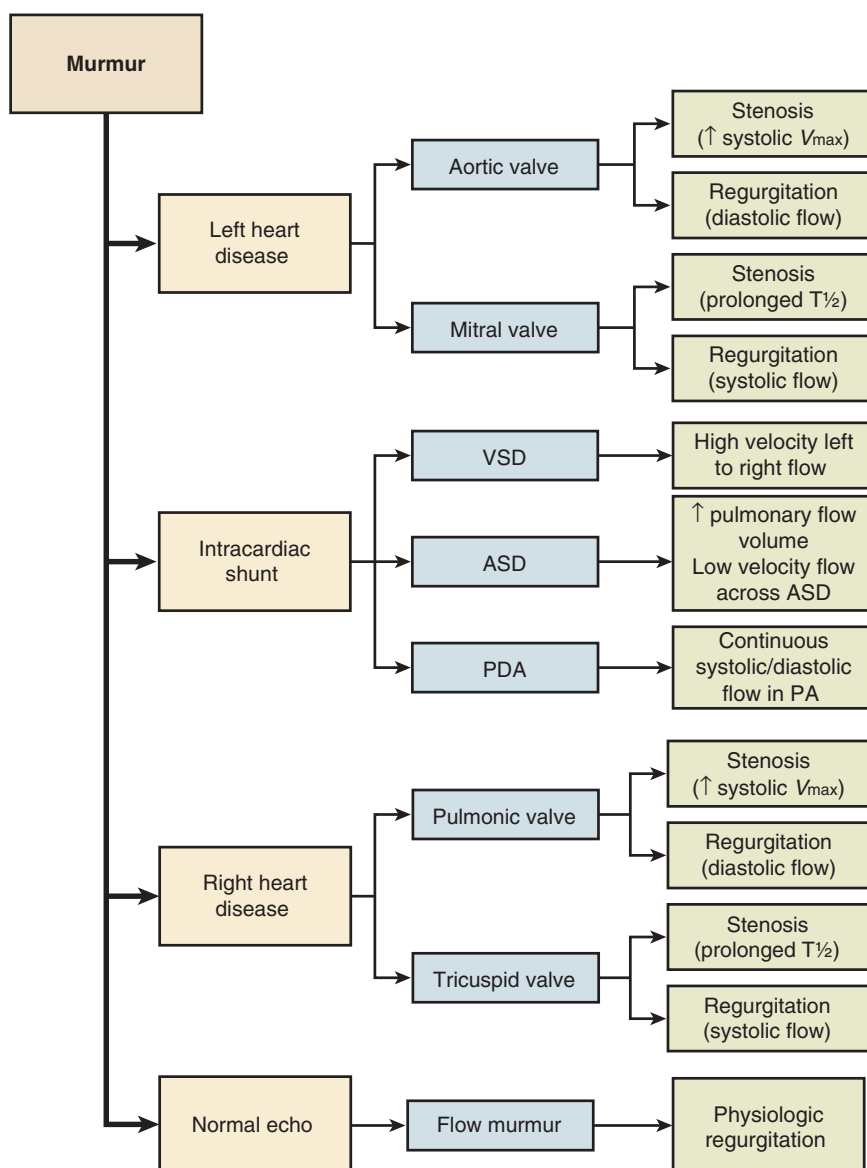 Murmur
Left heart
disease
Aortic valve
Stenosis
(↑ systolic Vmax)
Regurgitation
(diastolic flow)
Mitral valve
Stenosis
(prolonged T½)
Regurgitation
(systolic flow)
Intracardiac
shunt
VSD
High velocity left
to right flow
ASD
↑ pulmonary flow
volume
Low velocity flow
across ASD
PDA
Continuous
systolic/diastolic
flow in PA
Right heart
disease
Pulmonic valve
Stenosis
(↑ systolic Vmax)
Regurgitation
(diastolic flow)
Tricuspid valve
Stenosis
(prolonged T½)
Regurgitation
(systolic flow)
Normal echo
Flow murmur
Physiologic
regurgitation